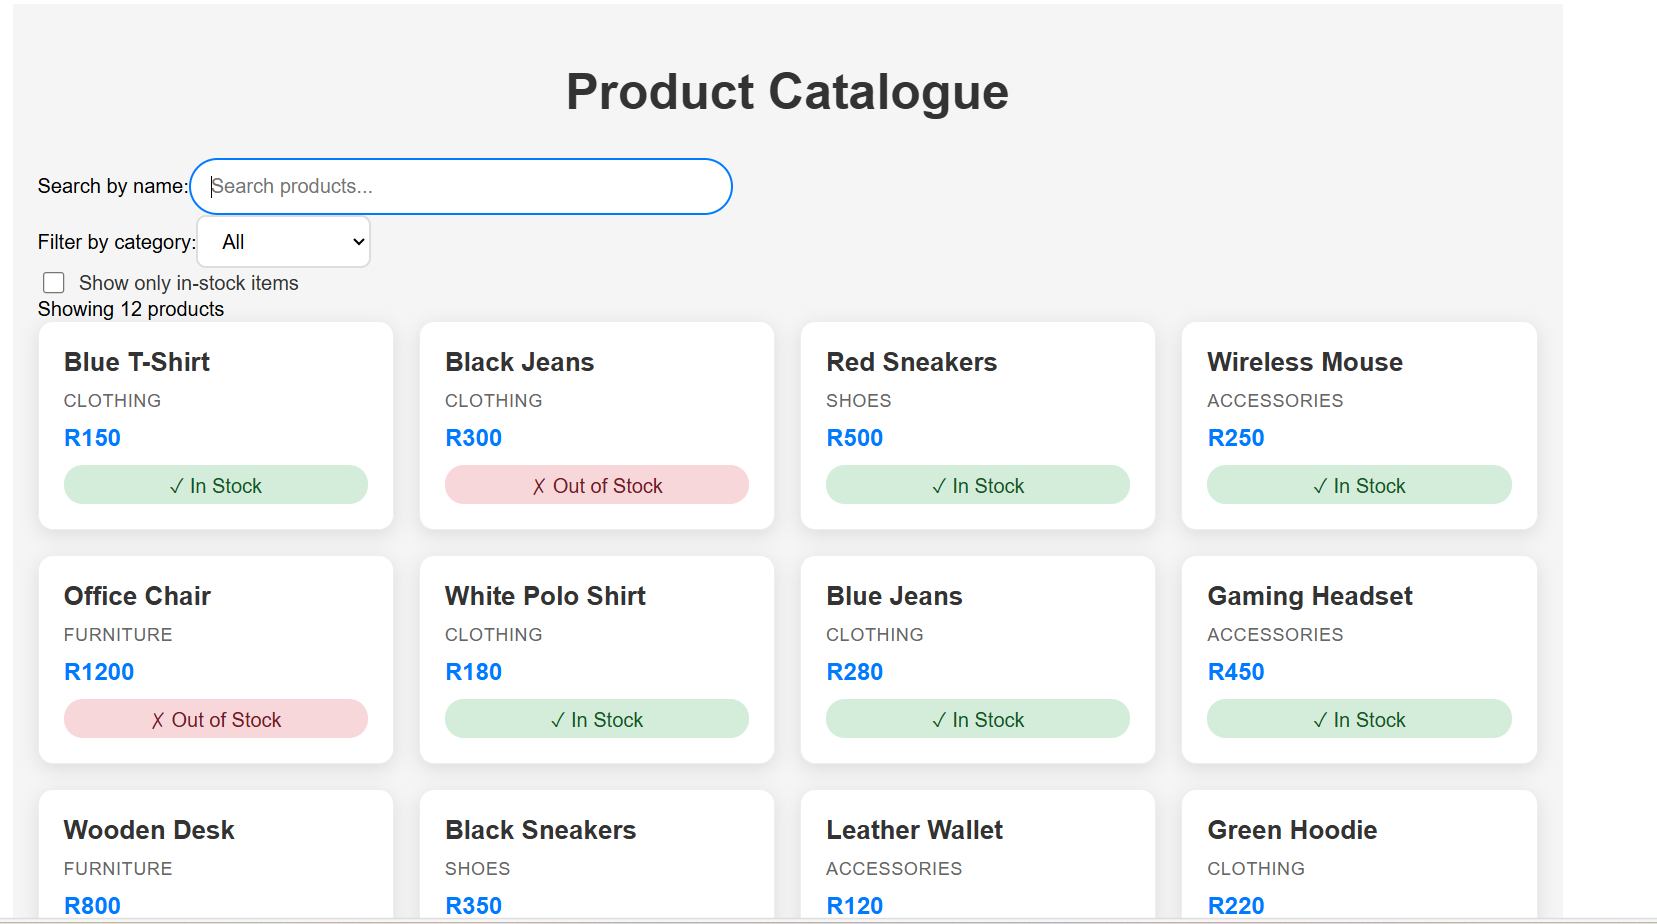 Product Catalogue
Search by name: Search products...
Filter by category: All
Show only in-stock items
Showing 12 products
Blue T-Shirt
CLOTHING
R150
✓ In Stock
Black Jeans
CLOTHING
R300
✗ Out of Stock
Red Sneakers
SHOES
R500
✓ In Stock
Wireless Mouse
ACCESSORIES
R250
✓ In Stock
Office Chair
FURNITURE
R1200
✗ Out of Stock
White Polo Shirt
CLOTHING
R180
✓ In Stock
Blue Jeans
CLOTHING
R280
✓ In Stock
Gaming Headset
ACCESSORIES
R450
✓ In Stock
Wooden Desk
FURNITURE
R800
Black Sneakers
SHOES
R350
Leather Wallet
ACCESSORIES
R120
Green Hoodie
CLOTHING
R220